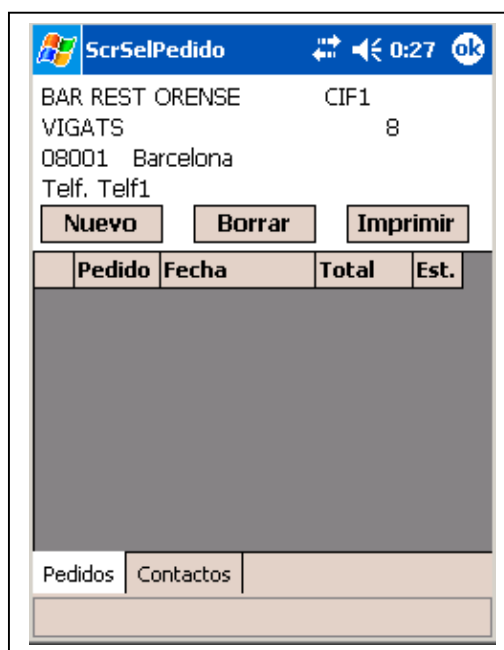 ScrSelPedido 0:27 ok
BAR REST ORENSE CIF1
VIGATS 8
08001 Barcelona
Telf. Telf1
Nuevo Borrar Imprimir
Pedido Fecha Total Est.
Pedidos Contactos